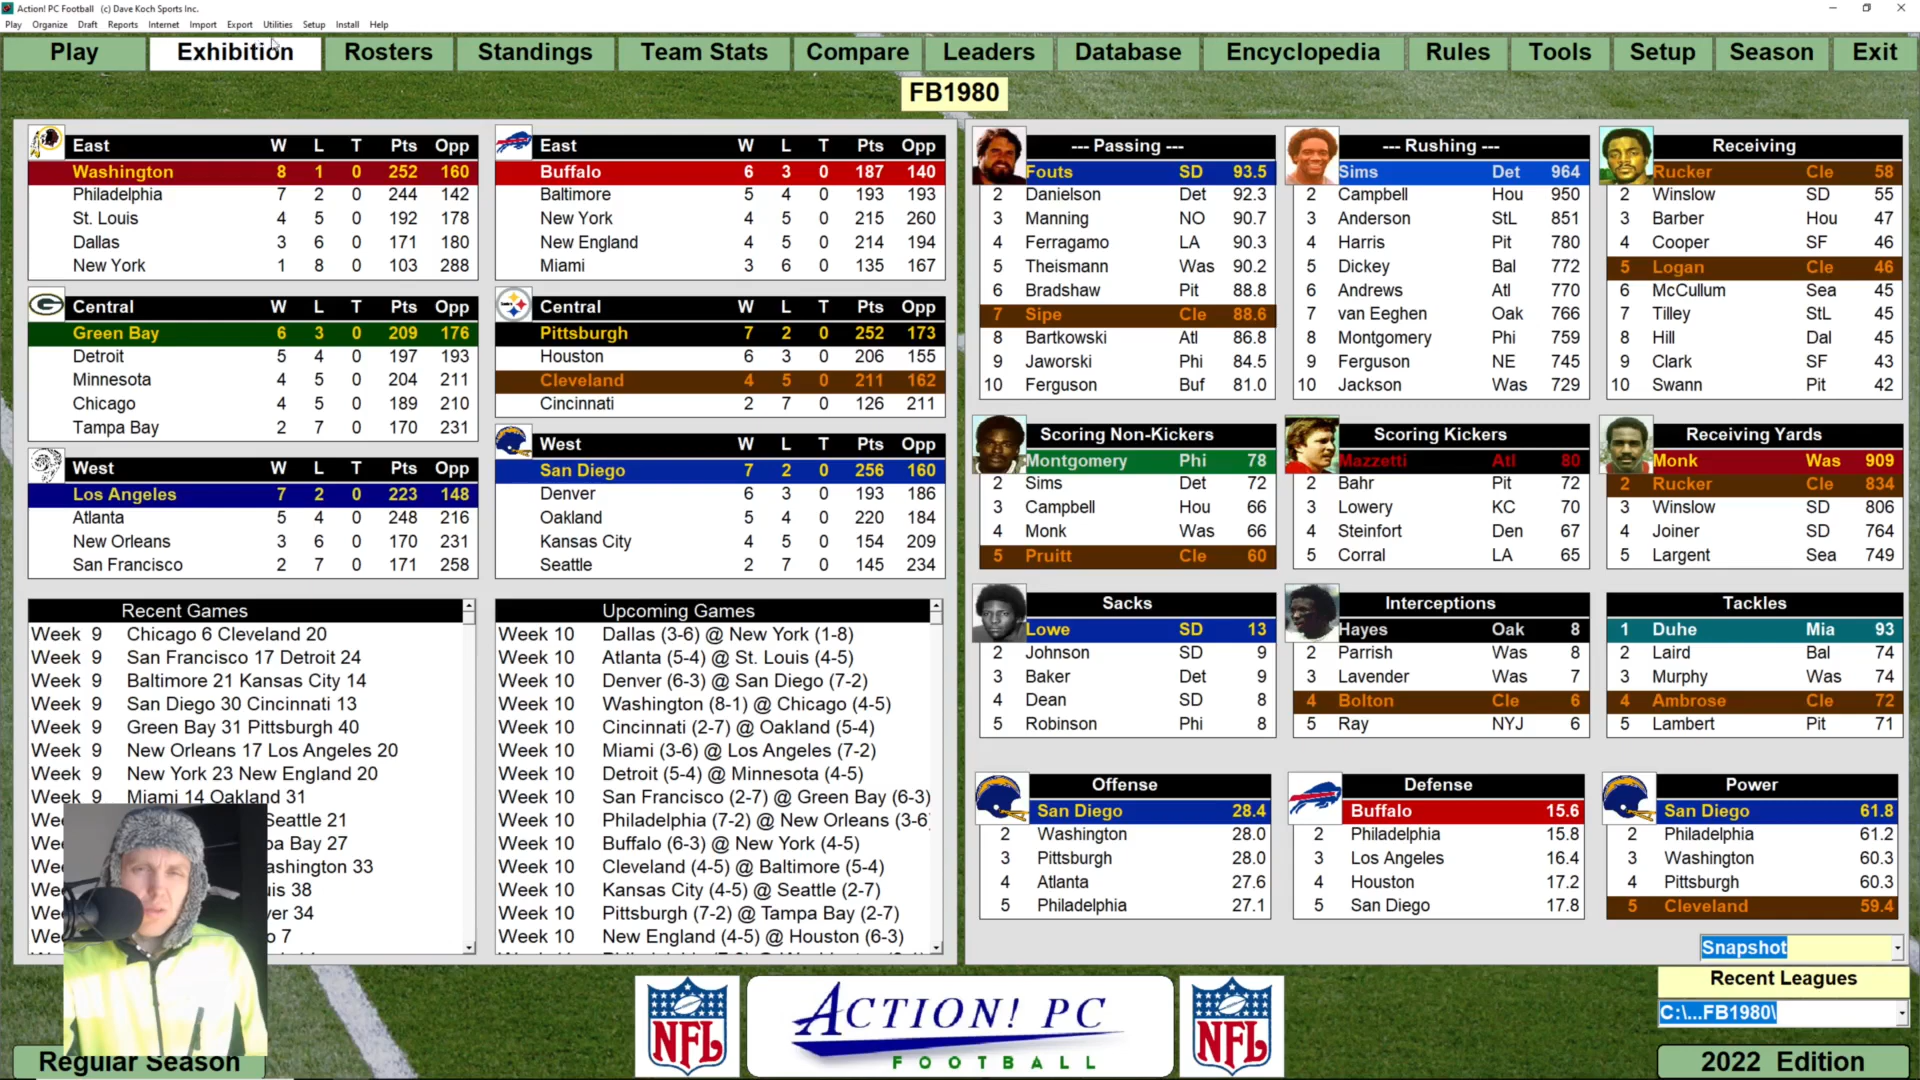 Action! PC Football (c) Dave Koch Sports Inc.
Play Organize Draft Reports Internet Import Export Utilities Setup Install Help
Play Exhibition Rosters Standings Team Stats Compare Leaders Database Encyclopedia Rules Tools Setup Season Exit
FB1980
East W L T Pts Opp
Washington 8 1 0 252 160
Philadelphia 7 2 0 244 142
St. Louis 4 5 0 192 178
Dallas 3 6 0 171 180
New York 1 8 0 103 288
Central W L T Pts Opp
Green Bay 6 3 0 209 176
Detroit 5 4 0 197 193
Minnesota 4 5 0 204 211
Chicago 4 5 0 189 210
Tampa Bay 2 7 0 170 231
West W L T Pts Opp
Los Angeles 7 2 0 223 148
Atlanta 5 4 0 248 216
New Orleans 3 6 0 170 231
San Francisco 2 7 0 171 258
East W L T Pts Opp
Buffalo 6 3 0 187 140
Baltimore 5 4 0 193 193
New York 4 5 0 215 260
New England 4 5 0 214 194
Miami 3 6 0 135 167
Central W L T Pts Opp
Pittsburgh 7 2 0 252 173
Houston 6 3 0 206 155
Cleveland 4 5 0 211 162
Cincinnati 2 7 0 126 211
West W L T Pts Opp
San Diego 7 2 0 256 160
Denver 6 3 0 193 186
Oakland 5 4 0 220 184
Kansas City 4 5 0 154 209
Seattle 2 7 0 145 234
Recent Games
Week 9 Chicago 6 Cleveland 20
Week 9 San Francisco 17 Detroit 24
Week 9 Baltimore 21 Kansas City 14
Week 9 San Diego 30 Cincinnati 13
Week 9 Green Bay 31 Pittsburgh 40
Week 9 New Orleans 17 Los Angeles 20
Week 9 New York 23 New England 20
Week 9 Miami 14 Oakland 31
Seattle 21
Bay 27
33
38
34
7
Upcoming Games
Week 10 Dallas (3-6) @ New York (1-8)
Week 10 Atlanta (5-4) @ St. Louis (4-5)
Week 10 Denver (6-3) @ San Diego (7-2)
Week 10 Washington (8-1) @ Chicago (4-5)
Week 10 Cincinnati (2-7) @ Oakland (5-4)
Week 10 Miami (3-6) @ Los Angeles (7-2)
Week 10 Detroit (5-4) @ Minnesota (4-5)
Week 10 San Francisco (2-7) @ Green Bay (6-3)
Week 10 Philadelphia (7-2) @ New Orleans (3-6
Week 10 Buffalo (6-3) @ New York (4-5)
Week 10 Cleveland (4-5) @ Baltimore (5-4)
Week 10 Kansas City (4-5) @ Seattle (2-7)
Week 10 Pittsburgh (7-2) @ Tampa Bay (2-7)
Week 10 New England (4-5) @ Houston (6-3)
--- Passing ---
Fouts SD 93.5
2 Danielson Det 92.3
3 Manning NO 90.7
4 Ferragamo LA 90.3
5 Theismann Was 90.2
6 Bradshaw Pit 88.8
7 Sipe Cle 88.6
8 Bartkowski Atl 86.8
9 Jaworski Phi 84.5
10 Ferguson Buf 81.0
--- Rushing ---
Sims Det 964
2 Campbell Hou 950
3 Anderson StL 851
4 Harris Pit 780
5 Dickey Bal 772
6 Andrews Atl 770
7 van Eeghen Oak 766
8 Montgomery Phi 759
9 Ferguson NE 745
10 Jackson Was 729
Receiving
Rucker Cle 58
2 Winslow SD 55
3 Barber Hou 47
4 Cooper SF 46
5 Logan Cle 46
6 McCullum Sea 45
7 Tilley StL 45
8 Hill Dal 45
9 Clark SF 43
10 Swann Pit 42
Scoring Non-Kickers
Montgomery Phi 78
2 Sims Det 72
3 Campbell Hou 66
4 Monk Was 66
5 Pruitt Cle 60
Scoring Kickers
Mazzetti Atl 80
2 Bahr Pit 72
3 Lowery KC 70
4 Steinfort Den 67
5 Corral LA 65
Receiving Yards
Monk Was 909
2 Rucker Cle 834
3 Winslow SD 806
4 Joiner SD 764
5 Largent Sea 749
Sacks
Lowe SD 13
2 Johnson SD 9
3 Baker Det 9
4 Dean SD 8
5 Robinson Phi 8
Interceptions
Hayes Oak 8
2 Parrish Was 8
3 Lavender Was 7
4 Bolton Cle 6
5 Ray NYJ 6
Tackles
1 Duhe Mia 93
2 Laird Bal 74
3 Murphy Was 74
4 Ambrose Cle 72
5 Lambert Pit 71
Offense
San Diego 28.4
2 Washington 28.0
3 Pittsburgh 28.0
4 Atlanta 27.6
5 Philadelphia 27.1
Defense
Buffalo 15.6
2 Philadelphia 15.8
3 Los Angeles 16.4
4 Houston 17.2
5 San Diego 17.8
Power
San Diego 61.8
2 Philadelphia 61.2
3 Washington 60.3
4 Pittsburgh 60.3
5 Cleveland 59.4
Snapshot
Recent Leagues
C:\...FB1980\
Regular Season
NFL
ACTION! PC
FOOTBALL
NFL
2022 Edition